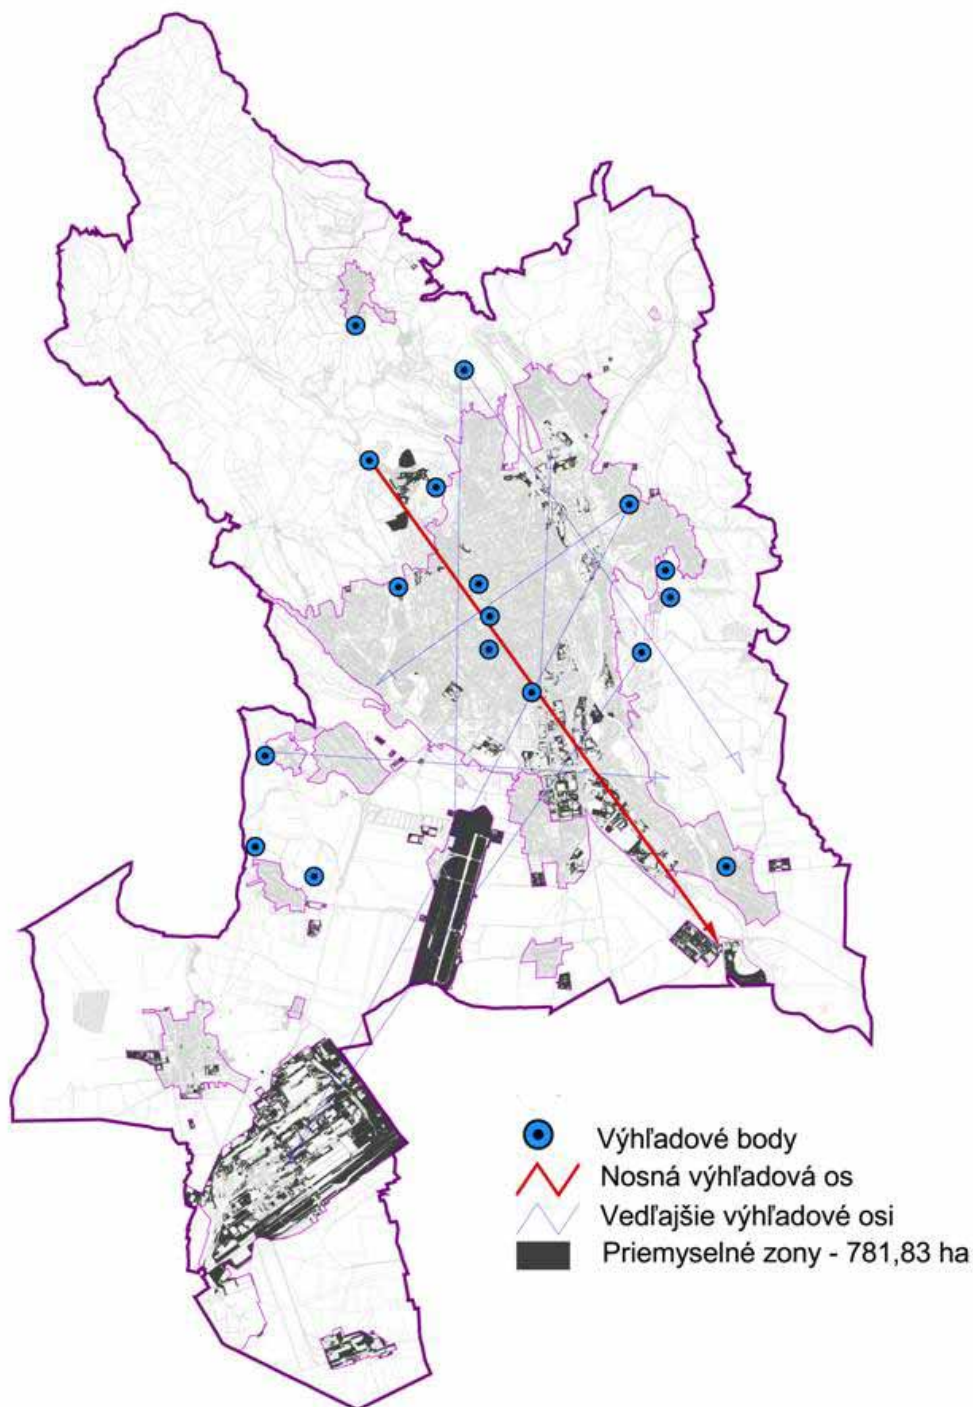 Výhľadové body
Nosná výhľadová os
Vedľajšie výhľadové osi
Priemyselné zony - 781,83 ha